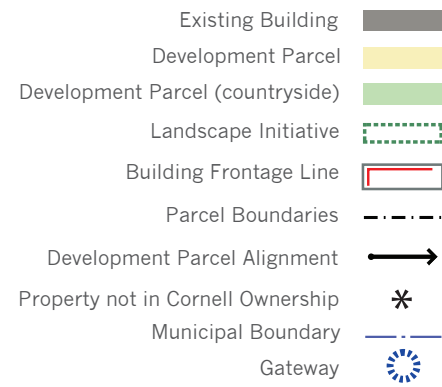 Existing Building
Development Parcel
Development Parcel (countryside)
Landscape Initiative
Building Frontage Line
Parcel Boundaries
Development Parcel Alignment
Property not in Cornell Ownership
Municipal Boundary
Gateway